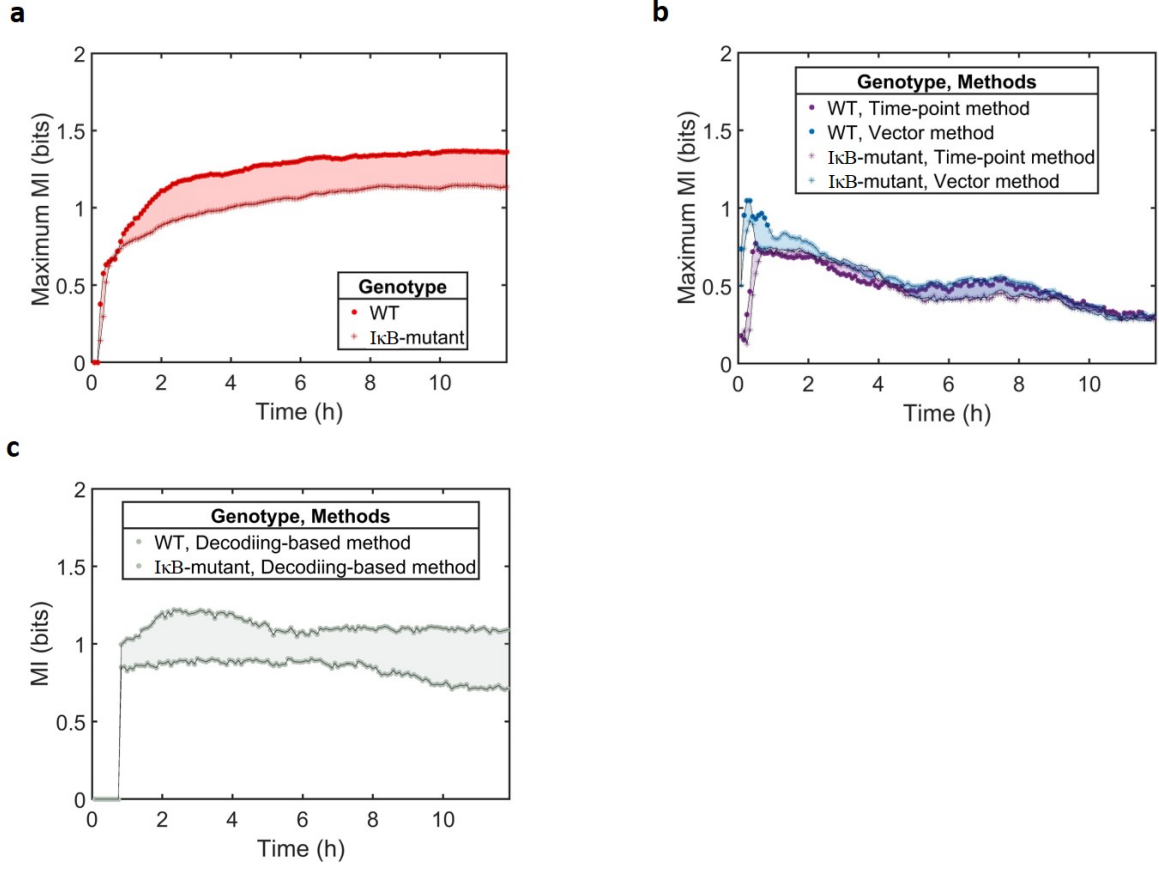 a
Maximum MI (bits)
2
1.5
1
0.5
0
0 2 4 6 8 10
Time (h)
Genotype
WT
IκB-mutant
b
Maximum MI (bits)
2
1.5
1
0.5
0
0 2 4 6 8 10
Time (h)
Genotype, Methods
WT, Time-point method
WT, Vector method
IκB-mutant, Time-point method
IκB-mutant, Vector method
c
MI (bits)
2
1.5
1
0.5
0
0 2 4 6 8 10
Time (h)
Genotype, Methods
WT, Decodiing-based method
IκB-mutant, Decodiing-based method